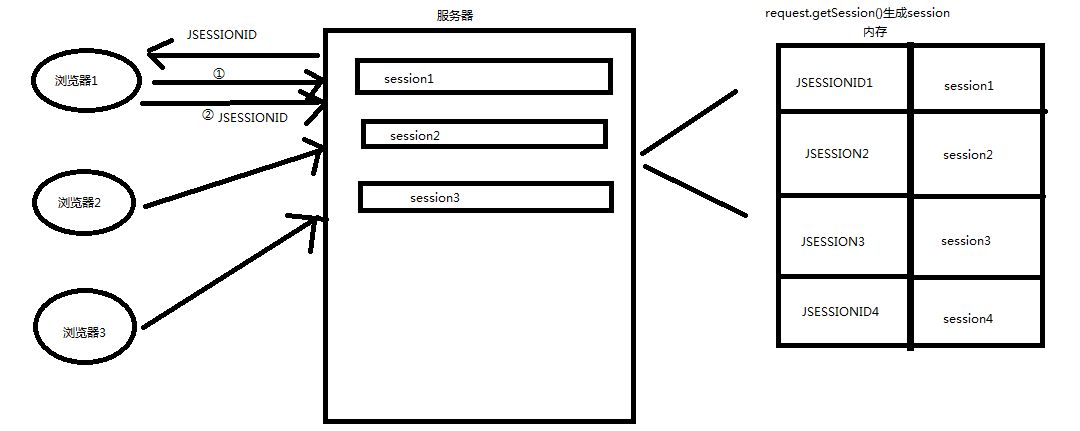 服务器
JSESSIONID
浏览器1
①
② JSESSIONID
浏览器2
浏览器3
session1
session2
session3
request.getSession()生成session
内存
JSESSIONID1
session1
JSESSION2
session2
JSESSION3
session3
JSESSIONID4
session4